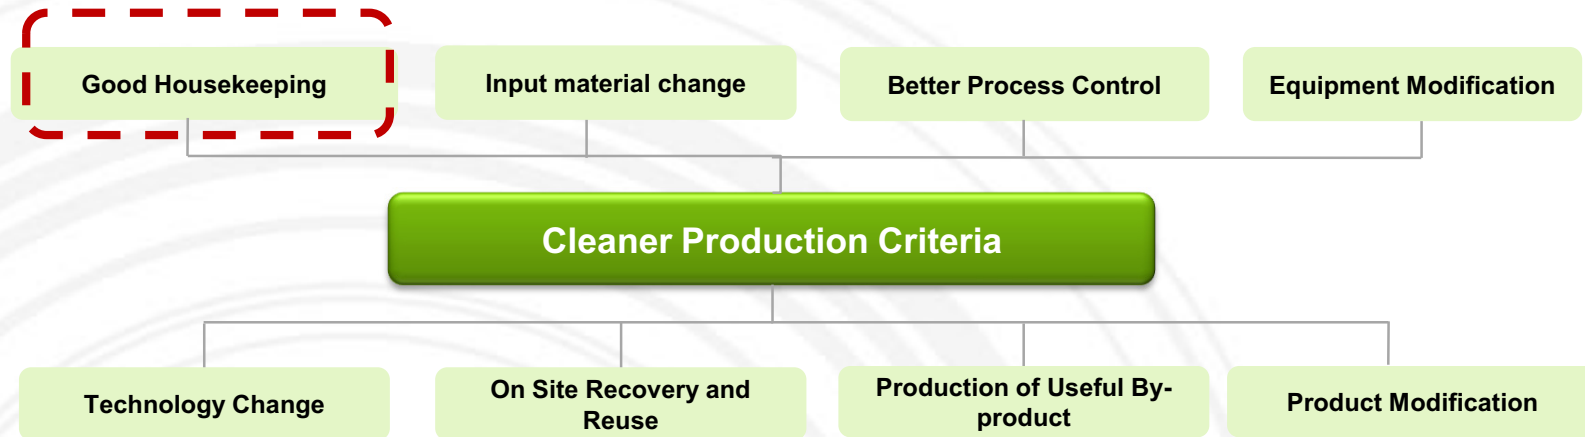 Good Housekeeping
Input material change
Better Process Control
Equipment Modification
Cleaner Production Criteria
Technology Change
On Site Recovery and
Reuse
Production of Useful By-
product
Product Modification